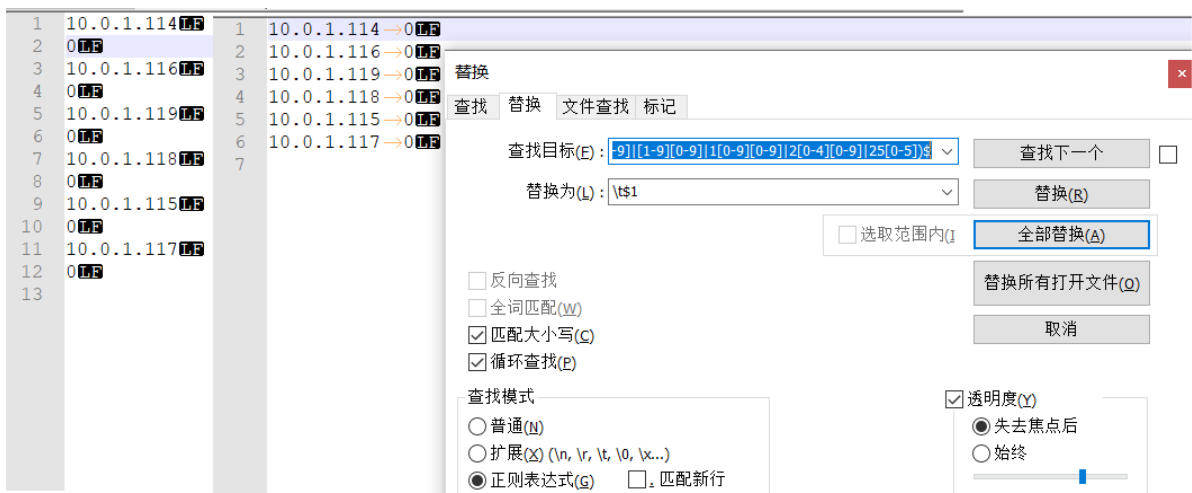 1 10.0.1.114LF
2 0LF
3 10.0.1.116LF
4 0LF
5 10.0.1.119LF
6 0LF
7 10.0.1.118LF
8 0LF
9 10.0.1.115LF
10 0LF
11 10.0.1.117LF
12 0LF
13
1 10.0.1.114→0LF
2 10.0.1.116→0LF
3 10.0.1.119→0LF
4 10.0.1.118→0LF
5 10.0.1.115→0LF
6 10.0.1.117→0LF
7
替换 x
查找 替换 文件查找 标记
查找目标(F) : -9]|[1-9][0-9]|1[0-9][0-9]|2[0-4][0-9]|25[0-5])$ 查找下一个
替换为(L) : \t$1 替换(R)
选取范围内(I 全部替换(A)
反向查找 替换所有打开文件(O)
全词匹配(W)
匹配大小写(C) 取消
循环查找(P)
查找模式 透明度(Y)
普通(N) 失去焦点后
扩展(X) (\n, \r, \t, \0, \x...) 始终
正则表达式(G) . 匹配新行